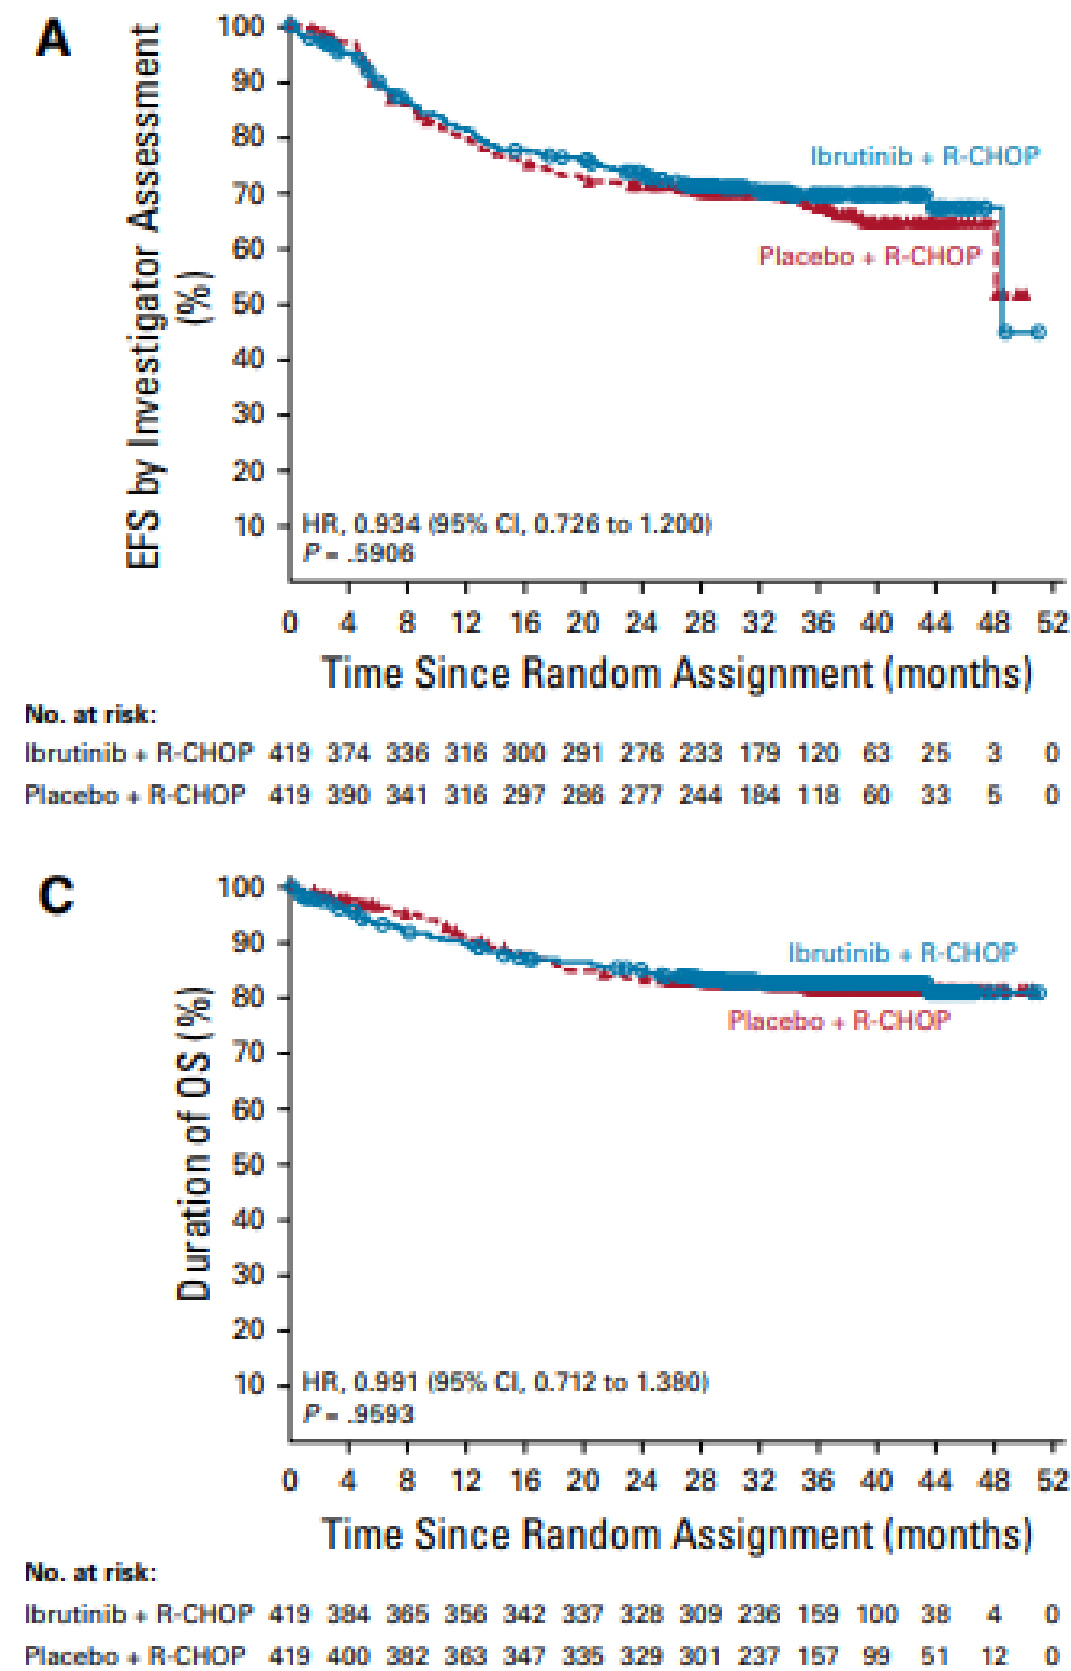 A
EFS by Investigator Assessment
(%)
100
90
80
70
60
50
40
30
20
10
Ibrutinib + R-CHOP
Placebo + R-CHOP
HR, 0.934 (95% CI, 0.726 to 1.200)
P = .5906
0 4 8 12 16 20 24 28 32 36 40 44 48 52
Time Since Random Assignment (months)
No. at risk:
Ibrutinib + R-CHOP 419 374 336 316 300 291 276 233 179 120 63 25 3 0
Placebo + R-CHOP 419 390 341 316 297 286 277 244 184 118 60 33 5 0
C
Duration of OS (%)
100
90
80
70
60
50
40
30
20
10
Ibrutinib + R-CHOP
Placebo + R-CHOP
HR, 0.991 (95% CI, 0.712 to 1.380)
P = .9593
0 4 8 12 16 20 24 28 32 36 40 44 48 52
Time Since Random Assignment (months)
No. at risk:
Ibrutinib + R-CHOP 419 384 365 356 342 337 328 309 236 159 100 38 4 0
Placebo + R-CHOP 419 400 382 363 347 335 329 301 237 157 99 51 12 0